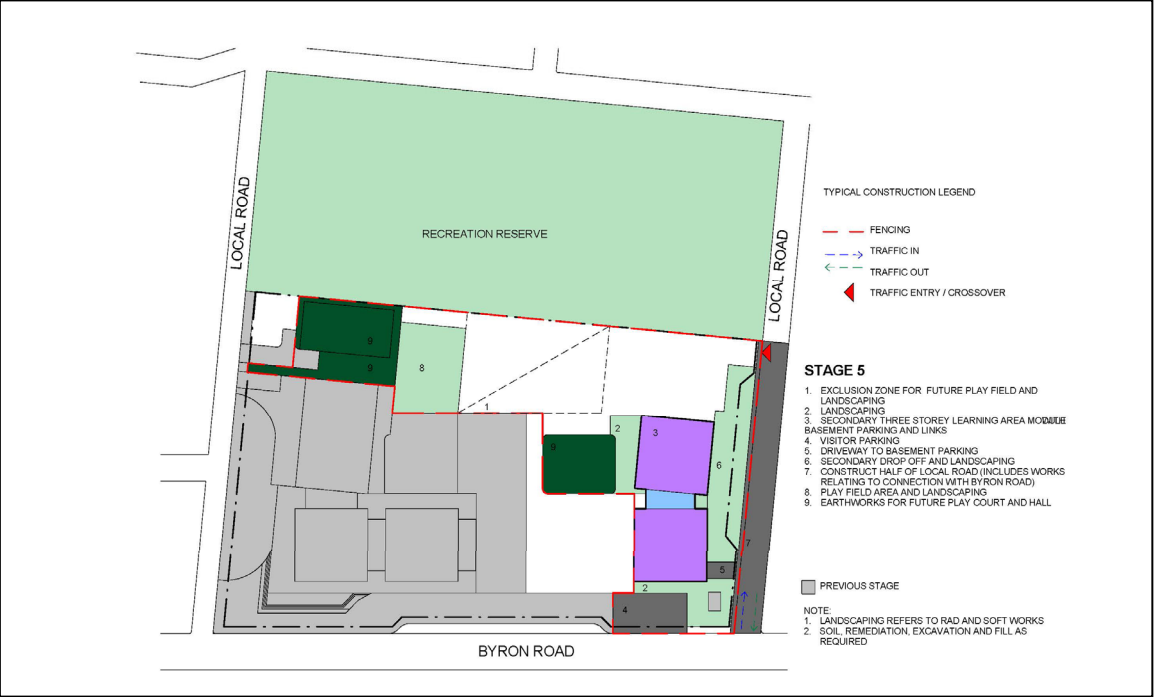 LOCAL ROAD
RECREATION RESERVE
LOCAL ROAD
TYPICAL CONSTRUCTION LEGEND
FENCING
TRAFFIC IN
TRAFFIC OUT
TRAFFIC ENTRY / CROSSOVER
9
9
8
1
2
3
9
6
7
5
2
4
STAGE 5
1. EXCLUSION ZONE FOR FUTURE PLAY FIELD AND
LANDSCAPING
2. LANDSCAPING
3. SECONDARY THREE STOREY LEARNING AREA
BASEMENT PARKING AND LINKS
4. VISITOR PARKING
5. DRIVEWAY TO BASEMENT PARKING
6. SECONDARY DROP OFF AND LANDSCAPING
7. CONSTRUCT HALF OF LOCAL ROAD (INCLUDES WORKS
RELATING TO CONNECTION WITH BYRON ROAD)
8. PLAY FIELD AREA AND LANDSCAPING
9. EARTHWORKS FOR FUTURE PLAY COURT AND HALL
PREVIOUS STAGE
NOTE:
1. LANDSCAPING REFERS TO RAD AND SOFT WORKS
2. SOIL, REMEDIATION, EXCAVATION AND FILL AS
REQUIRED
BYRON ROAD